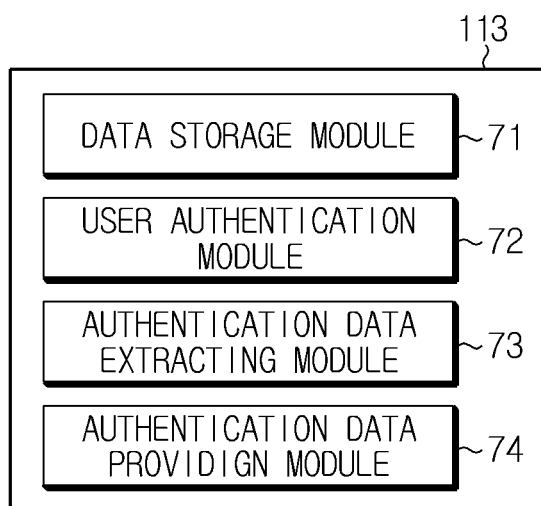 113
DATA STORAGE MODULE
71
USER AUTHENTICATION
MODULE
72
AUTHENTICATION DATA
EXTRACTING MODULE
73
AUTHENTICATION DATA
PROVIDIGN MODULE
74